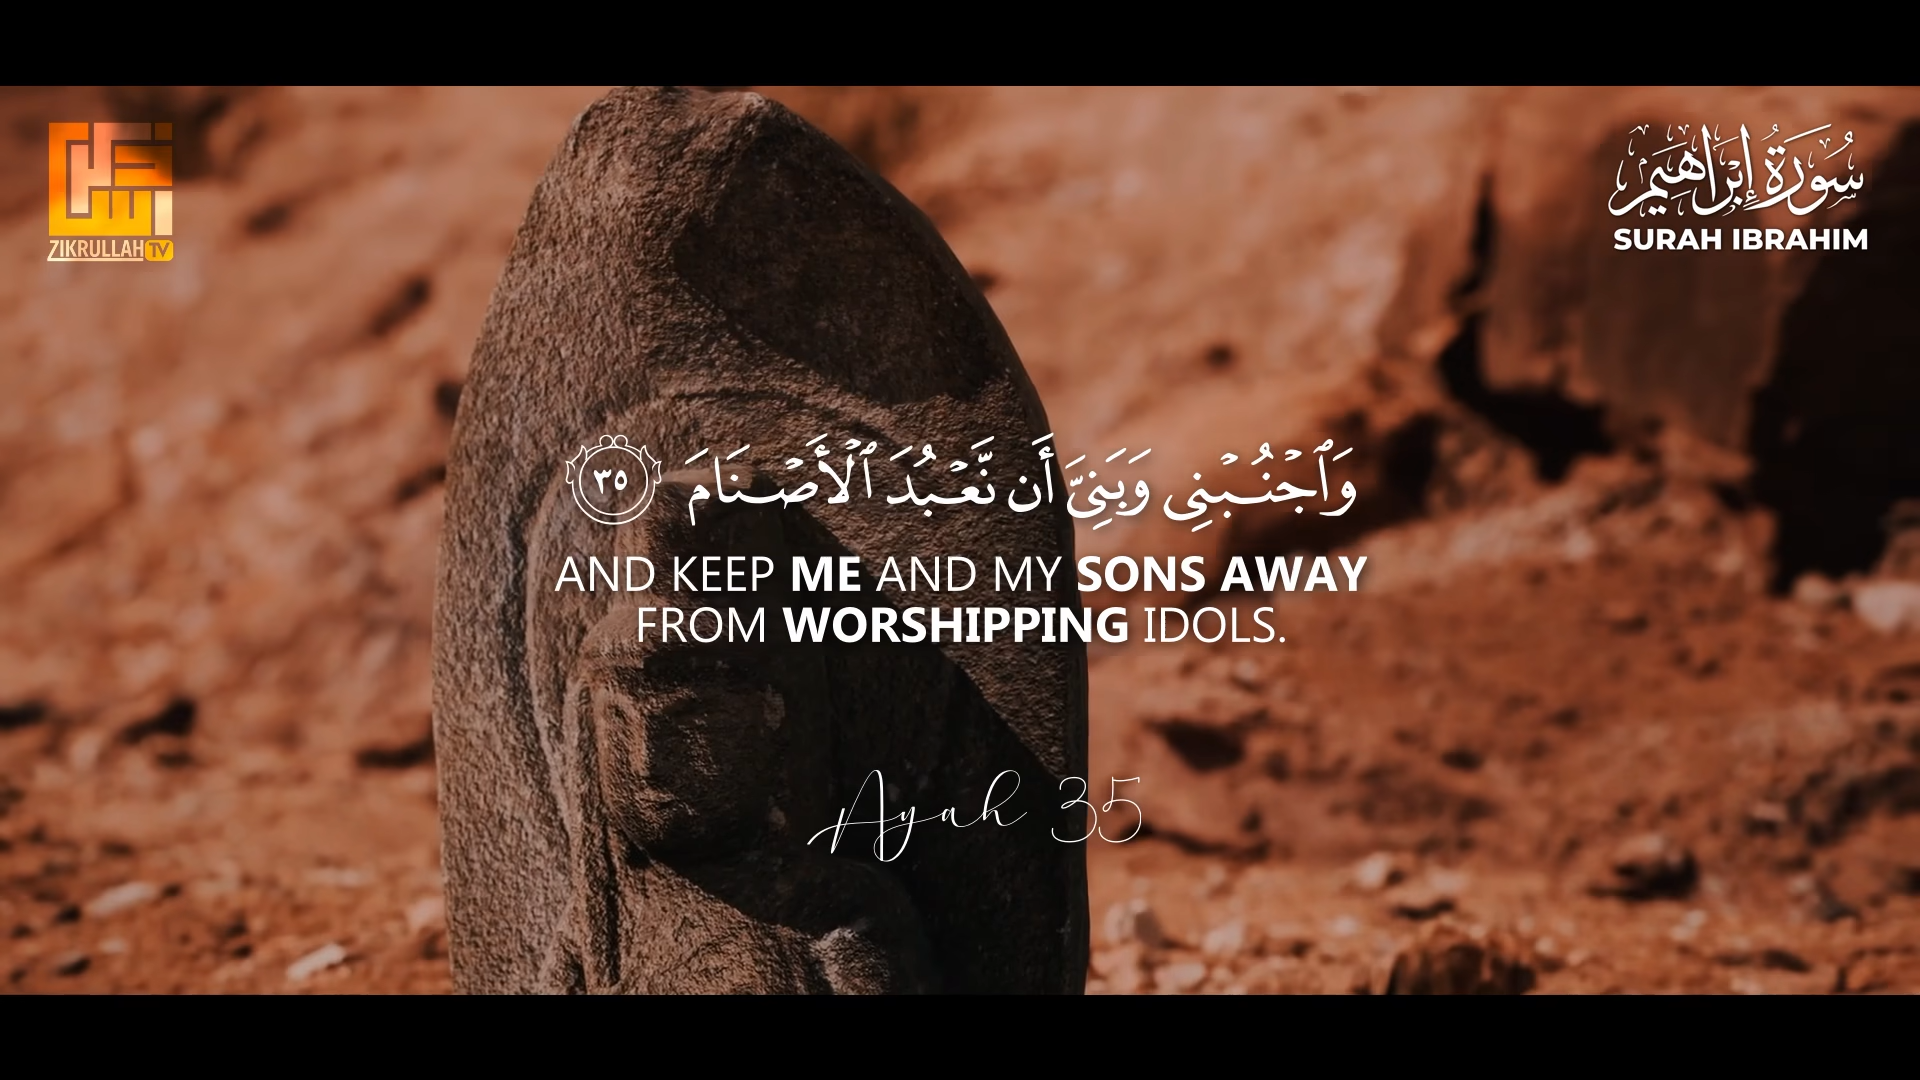 ZIKRULLAH TV
سُورَةُ إِبْرَاهِيم
SURAH IBRAHIM
وَٱجْنُبْنِى وَبَنِىَّ أَن نَّعْبُدَ ٱلْأَصْنَامَ ٣٥
AND KEEP ME AND MY SONS AWAY
FROM WORSHIPPING IDOLS.
Ayah 35